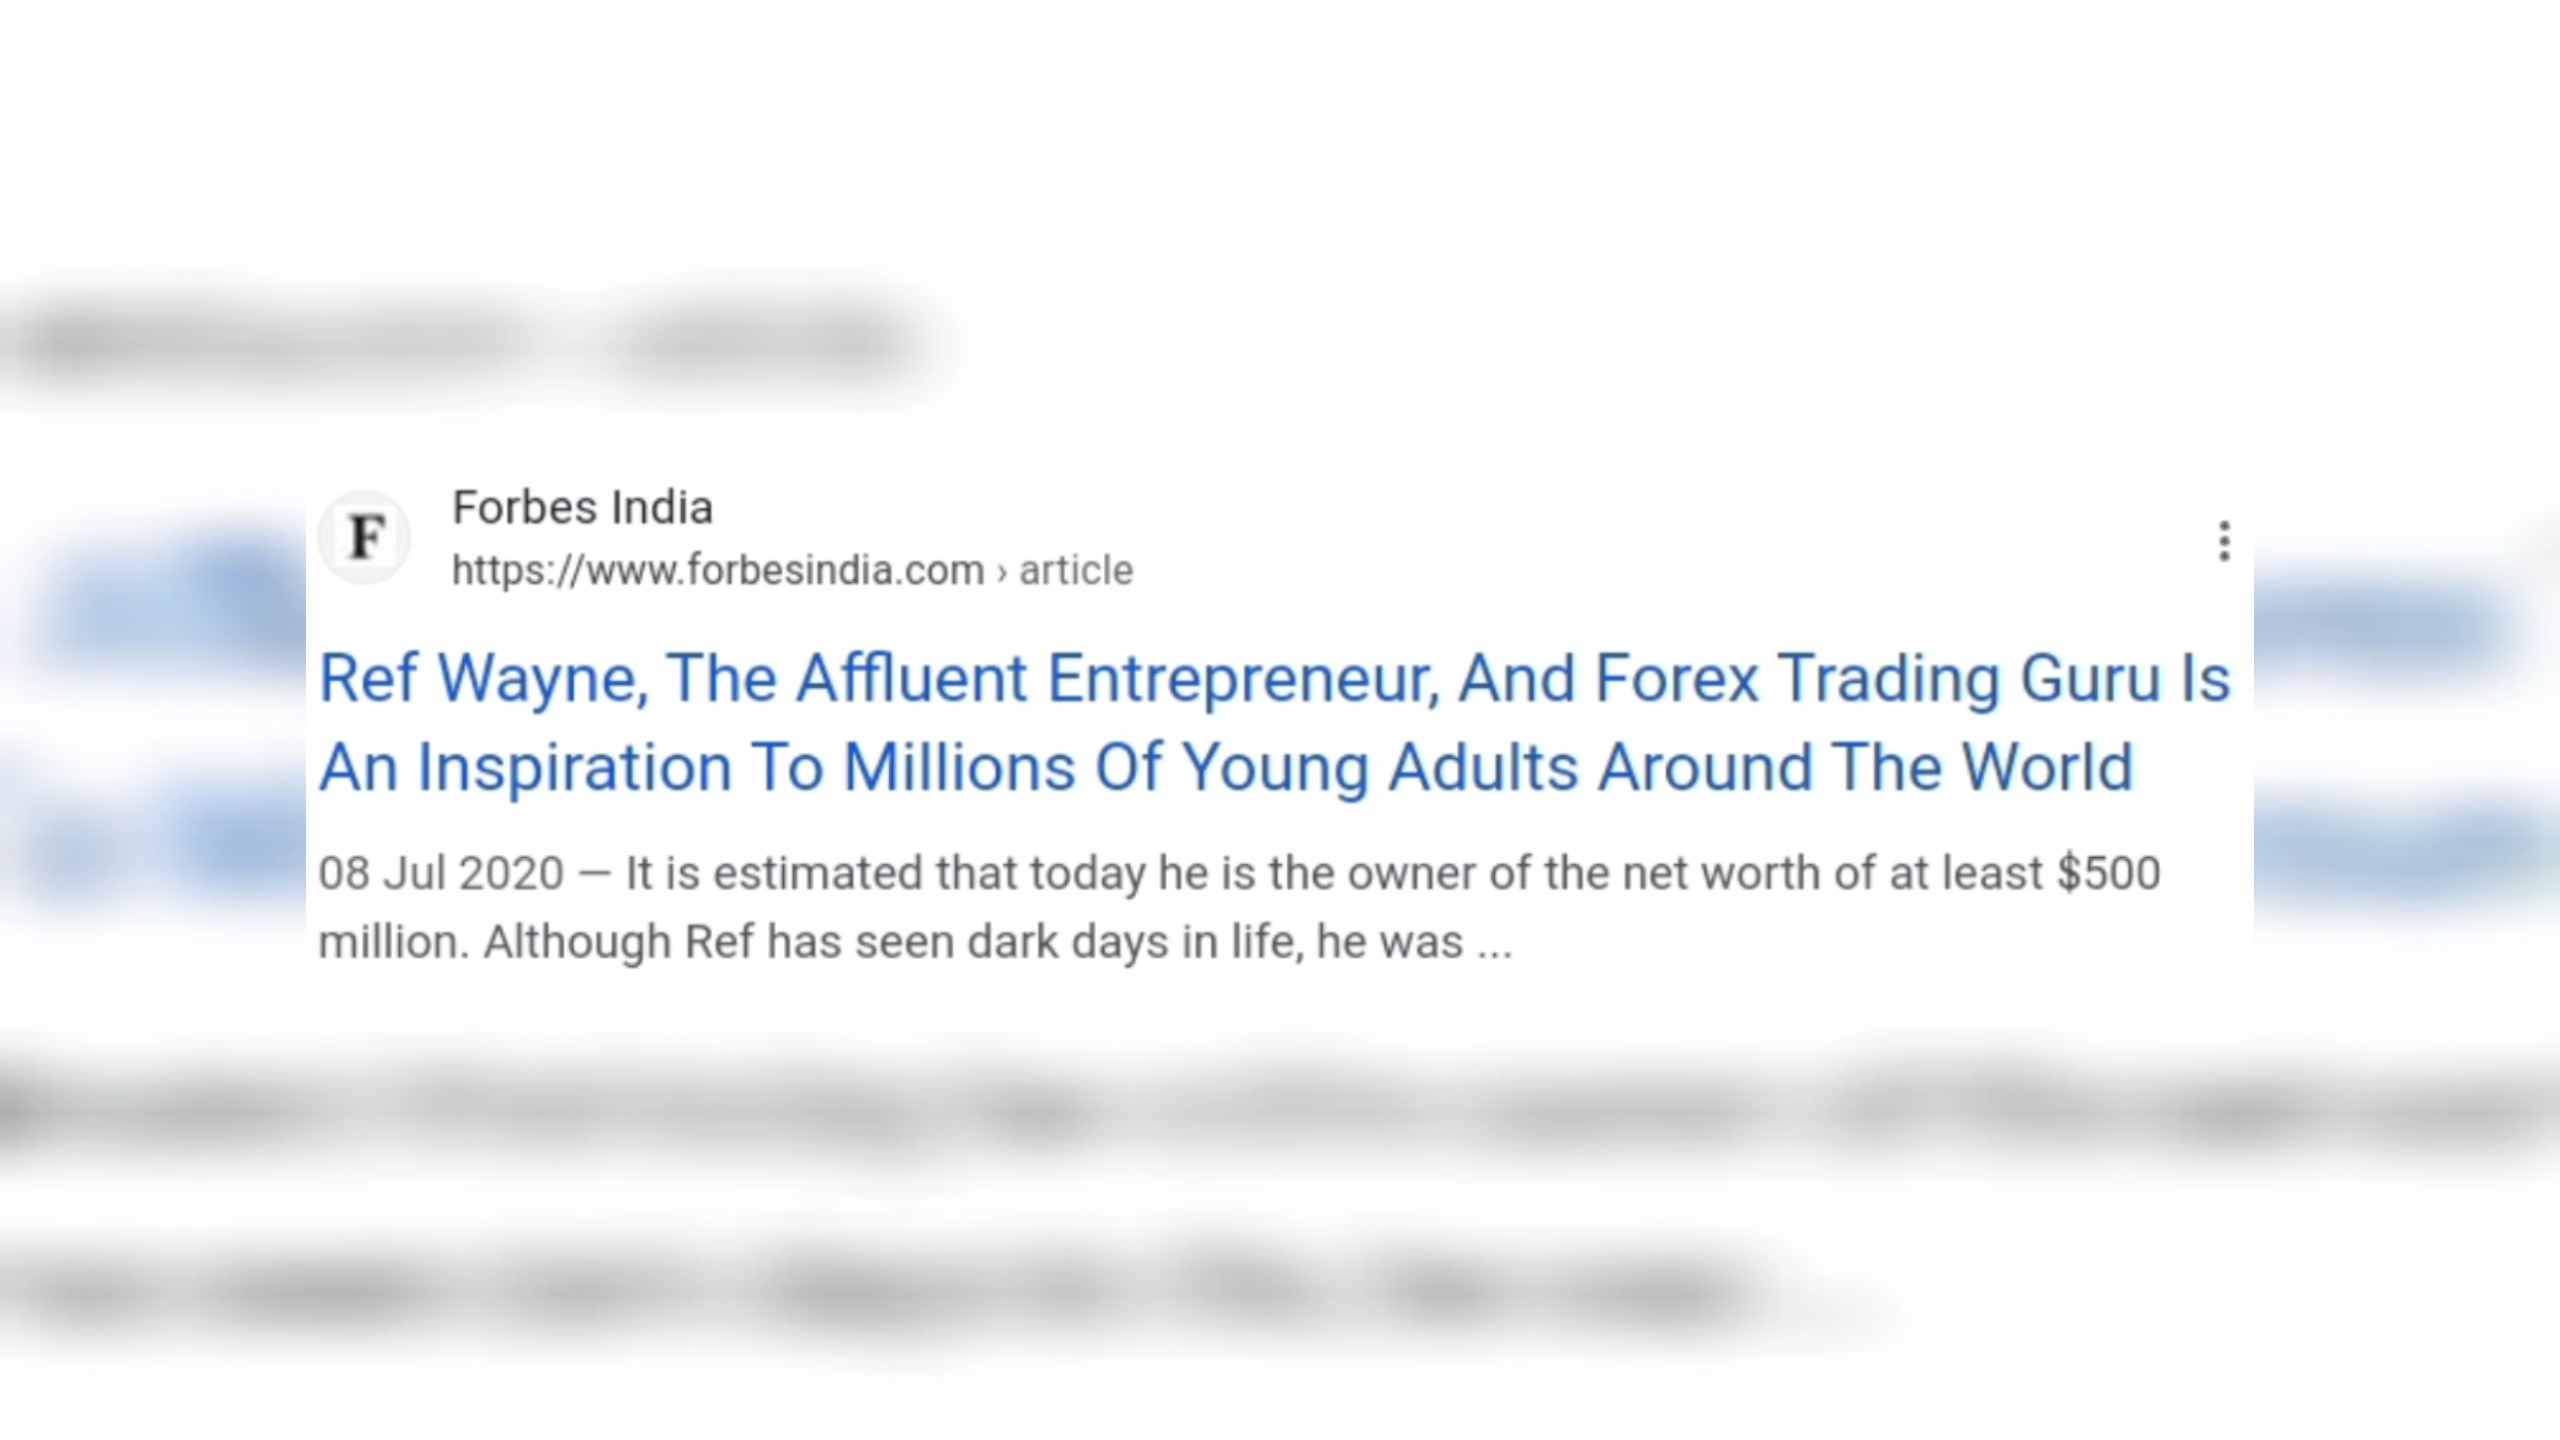 Forbes India
https://www.forbesindia.com › article
Ref Wayne, The Affluent Entrepreneur, And Forex Trading Guru Is
An Inspiration To Millions Of Young Adults Around The World
08 Jul 2020 — It is estimated that today he is the owner of the net worth of at least $500
million. Although Ref has seen dark days in life, he was ...